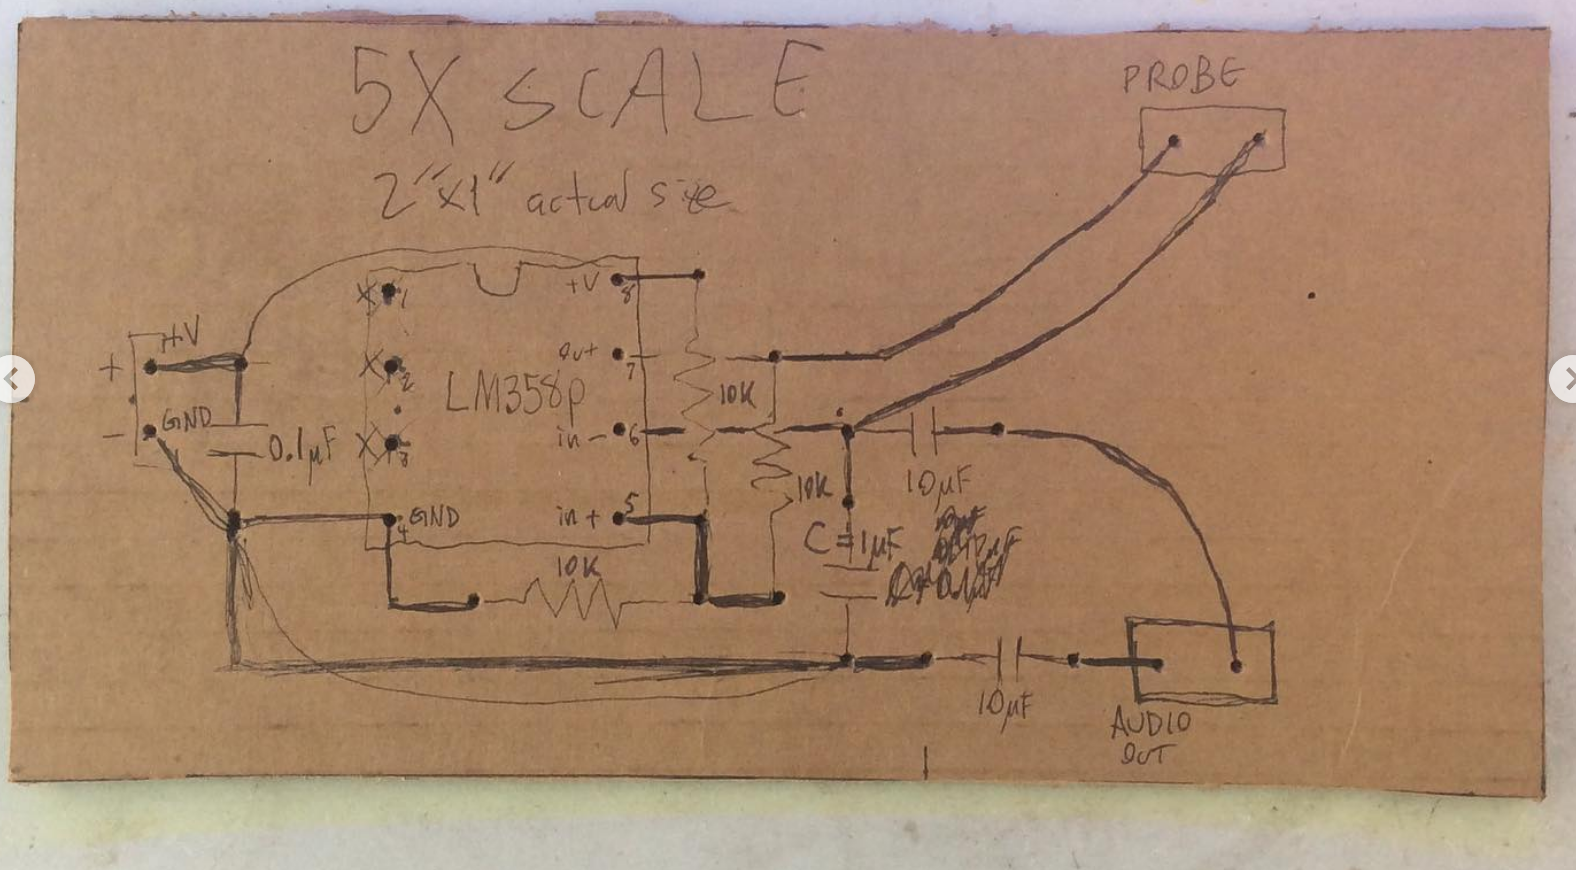 5X SCALE
2"x1" actual size
PROBE
+V
+
-
GND
0.1µF
X 1
X 2
X 3
4 GND
LM358p
+V 8
out 7
in- 6
in+ 5
10K
10K
10K
10µF
C=1µF
10µF
AUDIO
OUT